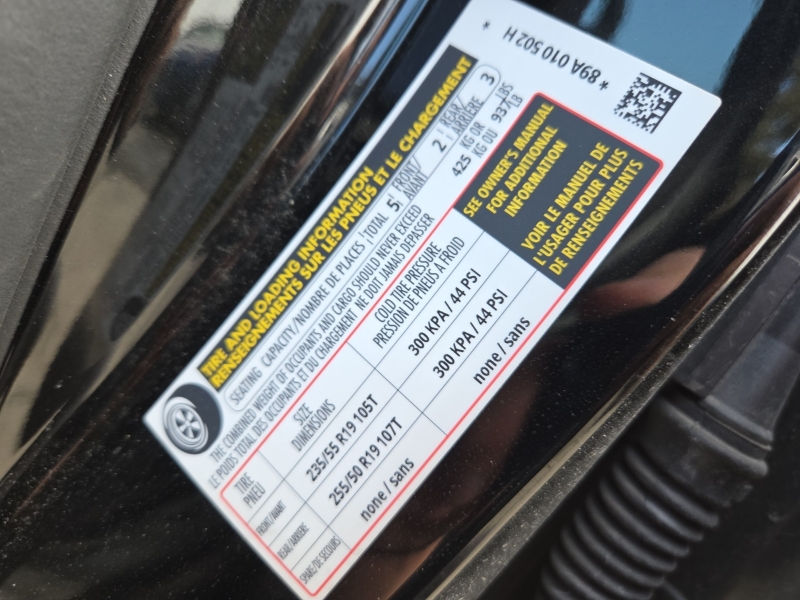 * 89A 010 502 H *
TIRE AND LOADING INFORMATION
RENSEIGNEMENTS SUR LES PNEUS ET LE CHARGEMENT
SEATING CAPACITY/NOMBRE DE PLACES TOTAL 5 FRONT/AVANT 2 REAR/ARRIÈRE 3
THE COMBINED WEIGHT OF OCCUPANTS AND CARGO SHOULD NEVER EXCEED
LE POIDS TOTAL DES OCCUPANTS ET DU CHARGEMENT NE DOIT JAMAIS DEPASSER
425 KG OR 937 LBS
KG OU LB
TIRE
PNEU
SIZE
DIMENSIONS
COLD TIRE PRESSURE
PRESSION DE PNEUS A FROID
FRONT/AVANT 235/55 R19 105T 300 KPA / 44 PSI
REAR/ARRIÈRE 255/50 R19 107T 300 KPA / 44 PSI
SPARE/DE SECOURS none / sans none / sans
SEE OWNER'S MANUAL
FOR ADDITIONAL
INFORMATION
VOIR LE MANUEL DE
L'USAGER POUR PLUS
DE RENSEIGNEMENTS